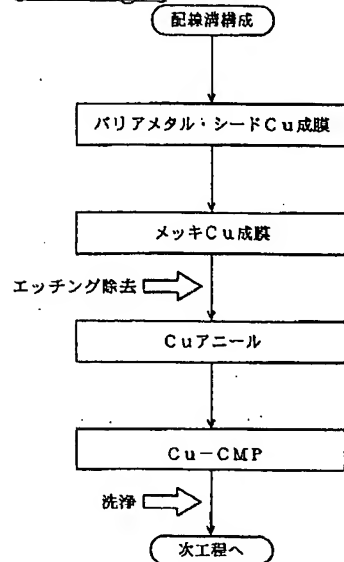 配線溝構成
バリアメタル・シードCu成膜
メッキCu成膜
エッチング除去
Cuアニール
Cu-CMP
洗浄
次工程へ